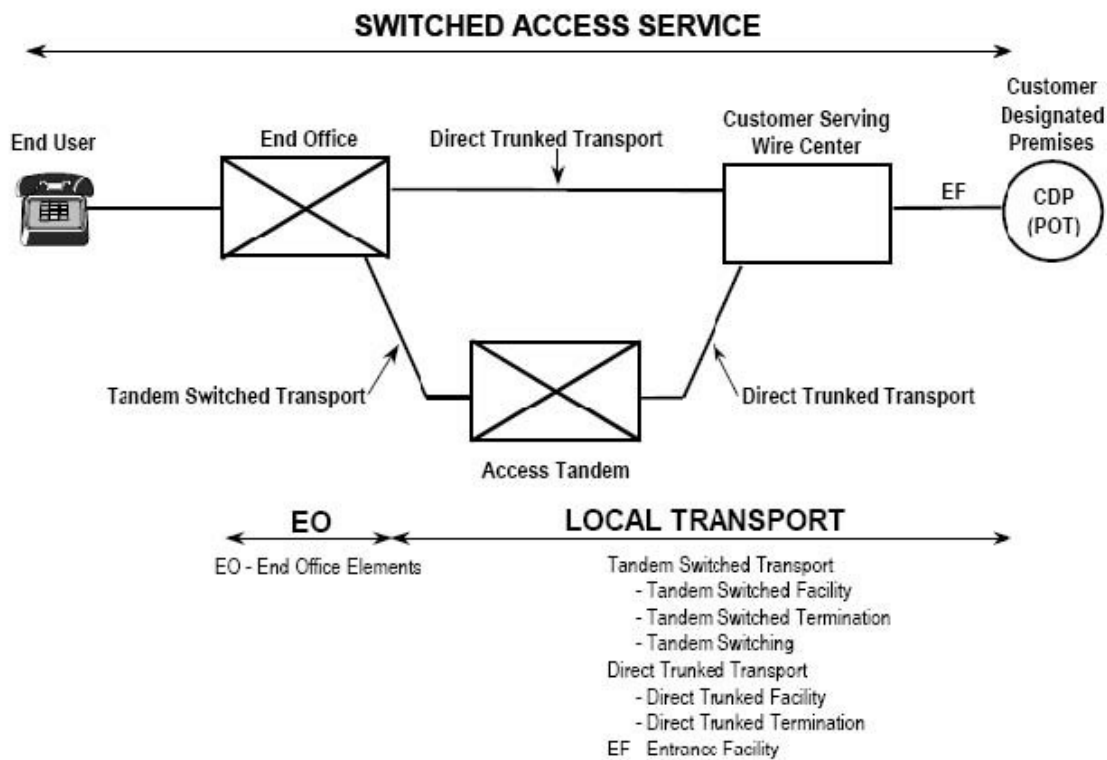 SWITCHED ACCESS SERVICE
Customer
Designated
Premises
End User
End Office
Direct Trunked Transport
Customer Serving
Wire Center
EF
CDP
(POT)
Tandem Switched Transport
Direct Trunked Transport
Access Tandem
EO
LOCAL TRANSPORT
EO - End Office Elements
Tandem Switched Transport
- Tandem Switched Facility
- Tandem Switched Termination
- Tandem Switching
Direct Trunked Transport
- Direct Trunked Facility
- Direct Trunked Termination
EF Entrance Facility